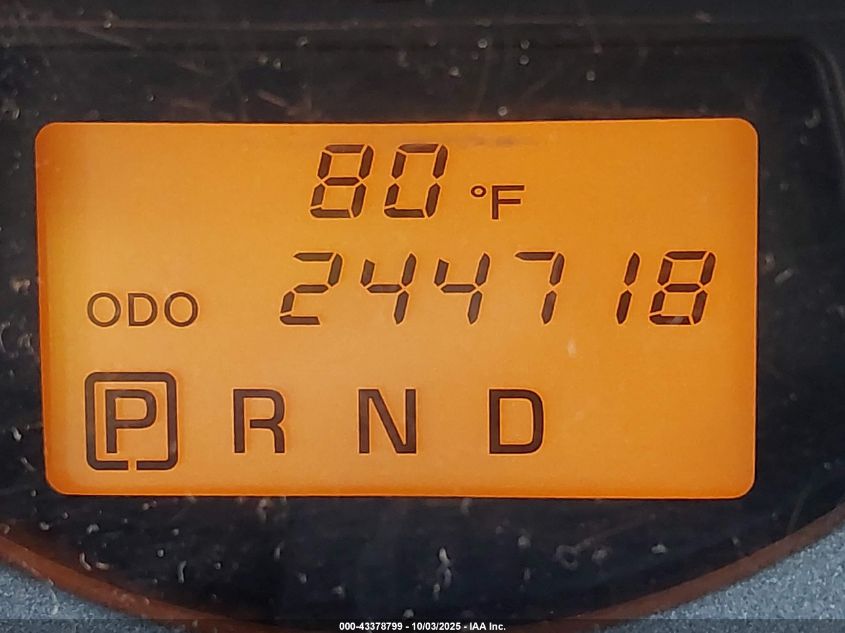 80 °F
ODO 244718
P R N D
000-43378799 - 10/03/2025 - IAA Inc.